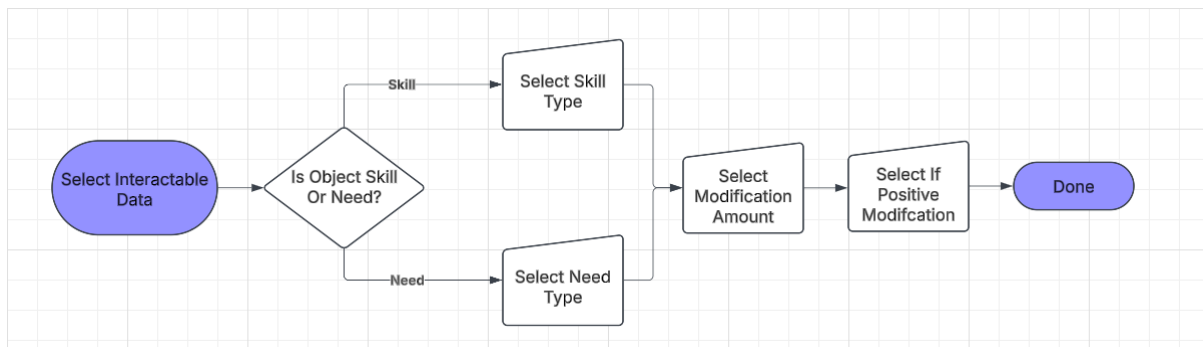 Select Interactable
Data
Is Object Skill
Or Need?
Skill
Select Skill
Type
Need
Select Need
Type
Select
Modification
Amount
Select If
Positive
Modifcation
Done